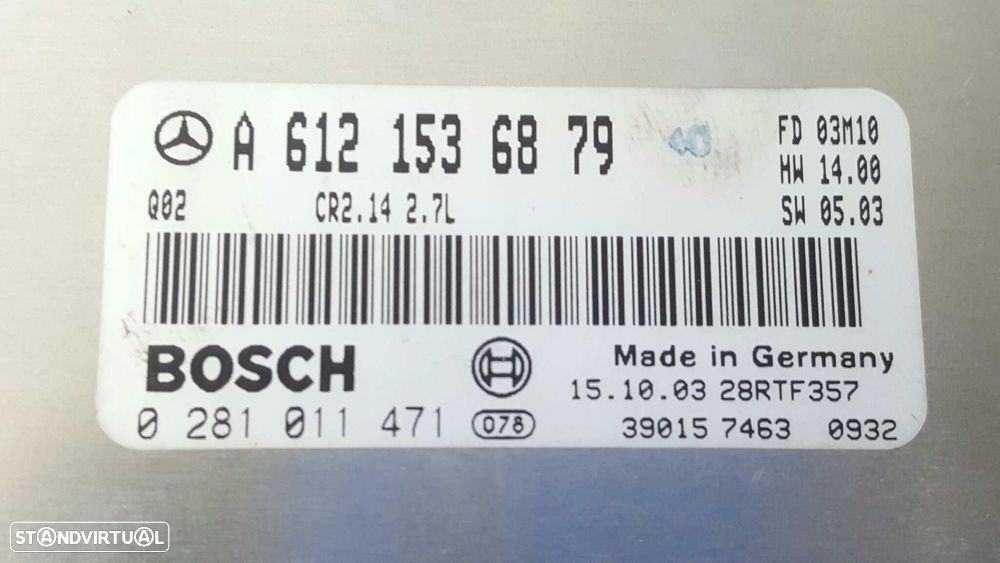 A 612 153 68 79
FD 03M10
HW 14.00
Q02 CR2.14 2.7L
SW 05.03
BOSCH
Made in Germany
15.10.03 28RTF357
0 281 011 471 078
39015 7463 0932
STANDVIRTUAL